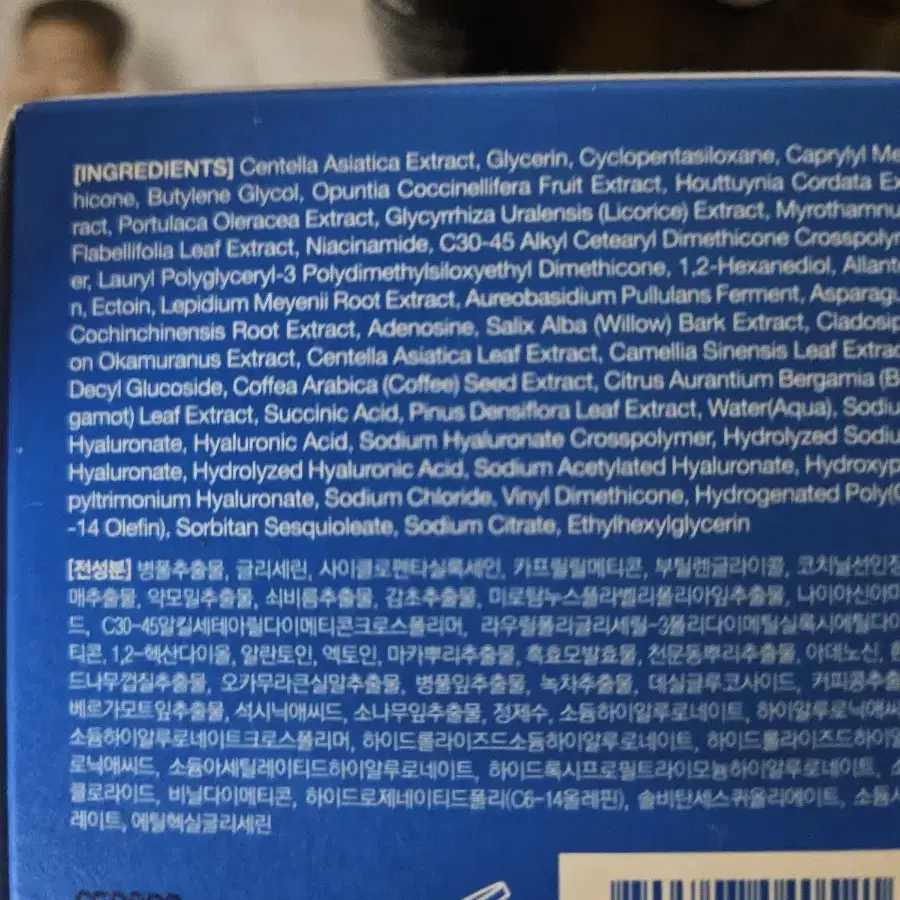 [INGREDIENTS] Centella Asiatica Extract, Glycerin, Cyclopentasiloxane, Caprylyl Me
hicone, Butylene Glycol, Opuntia Coccinellifera Fruit Extract, Houttuynia Cordata Ex
ract, Portulaca Oleracea Extract, Glycyrrhiza Uralensis (Licorice) Extract, Myrothamnu
Flabellifolia Leaf Extract, Niacinamide, C30-45 Alkyl Cetearyl Dimethicone Crosspolym
er, Lauryl Polyglyceryl-3 Polydimethylsiloxyethyl Dimethicone, 1,2-Hexanediol, Allant
n, Ectoin, Lepidium Meyenii Root Extract, Aureobasidium Pullulans Ferment, Asparagu
Cochinchinensis Root Extract, Adenosine, Salix Alba (Willow) Bark Extract, Cladosip
on Okamuranus Extract, Centella Asiatica Leaf Extract, Camellia Sinensis Leaf Extrac
Decyl Glucoside, Coffea Arabica (Coffee) Seed Extract, Citrus Aurantium Bergamia (B
gamot) Leaf Extract, Succinic Acid, Pinus Densiflora Leaf Extract, Water(Aqua), Sodiu
Hyaluronate, Hyaluronic Acid, Sodium Hyaluronate Crosspolymer, Hydrolyzed Sodiu
Hyaluronate, Hydrolyzed Hyaluronic Acid, Sodium Acetylated Hyaluronate, Hydroxyp
pyltrimonium Hyaluronate, Sodium Chloride, Vinyl Dimethicone, Hydrogenated Poly(C
-14 Olefin), Sorbitan Sesquioleate, Sodium Citrate, Ethylhexylglycerin
[전성분] 병풀추출물, 글리세린, 사이클로펜타실록세인, 카프릴릴메티콘, 부틸렌글라이콜, 코치닐선인장
매추출물, 약모밀추출물, 쇠비름추출물, 감초추출물, 미로탐누스플라벨리폴리아잎추출물, 나이아신아미
드, C30-45알킬세테아릴다이메티콘크로스폴리머, 라우릴폴리글리세릴-3폴리다이메틸실록시에틸다이
티콘, 1,2-헥산다이올, 알란토인, 엑토인, 마카뿌리추출물, 흑효모발효물, 천문동뿌리추출물, 아데노신,
드나무껍질추출물, 오카무라큰실말추출물, 병풀잎추출물, 녹차추출물, 데실글루코사이드, 커피콩추출
베르가모트잎추출물, 석시닉애씨드, 소나무잎추출물, 정제수, 소듐하이알루로네이트, 하이알루로닉애씨
소듐하이알루로네이트크로스폴리머, 하이드롤라이즈드소듐하이알루로네이트, 하이드롤라이즈드하이알
로닉애씨드, 소듐아세틸레이티드하이알루로네이트, 하이드록시프로필트라이모늄하이알루로네이트, 소
클로라이드, 비닐다이메티콘, 하이드로제네이티드폴리(C6-14올레핀), 솔비탄세스퀴올리에이트, 소듐시
레이트, 에틸헥실글리세린